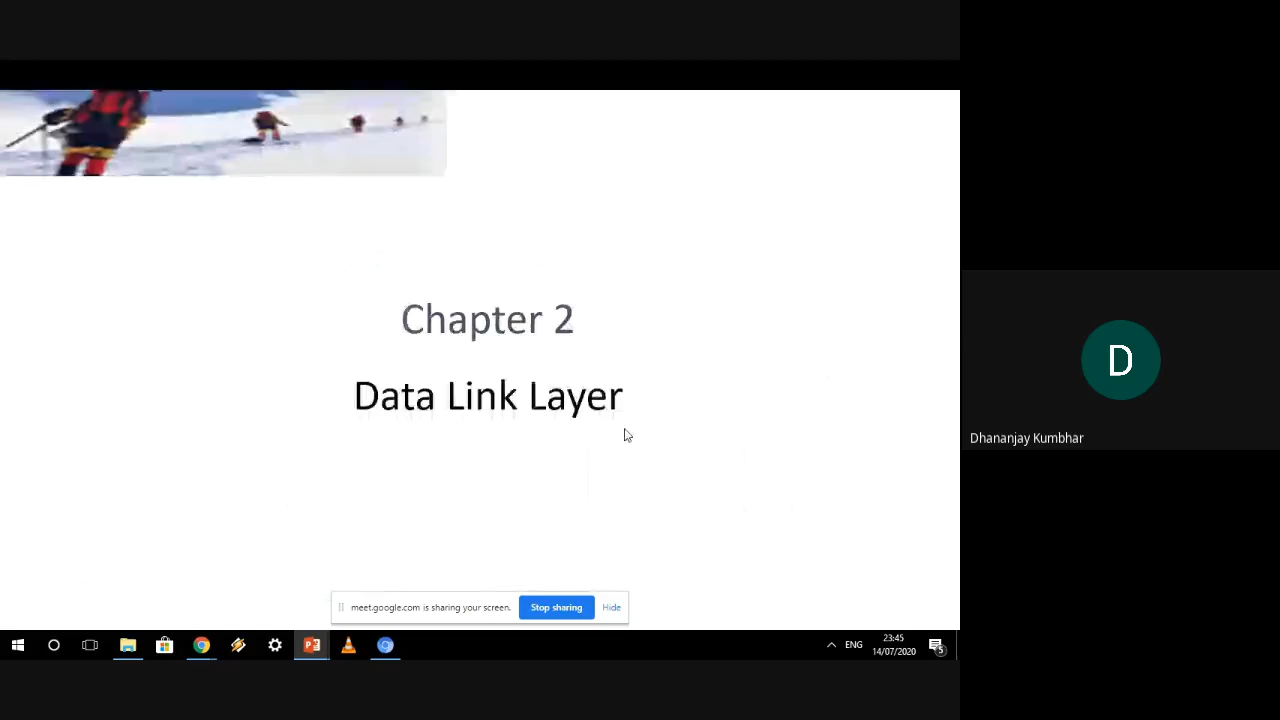 Chapter 2
Data Link Layer
D
Dhananjay Kumbhar
meet.google.com is sharing your screen. Stop sharing Hide
ENG
23:45
14/07/2020
5